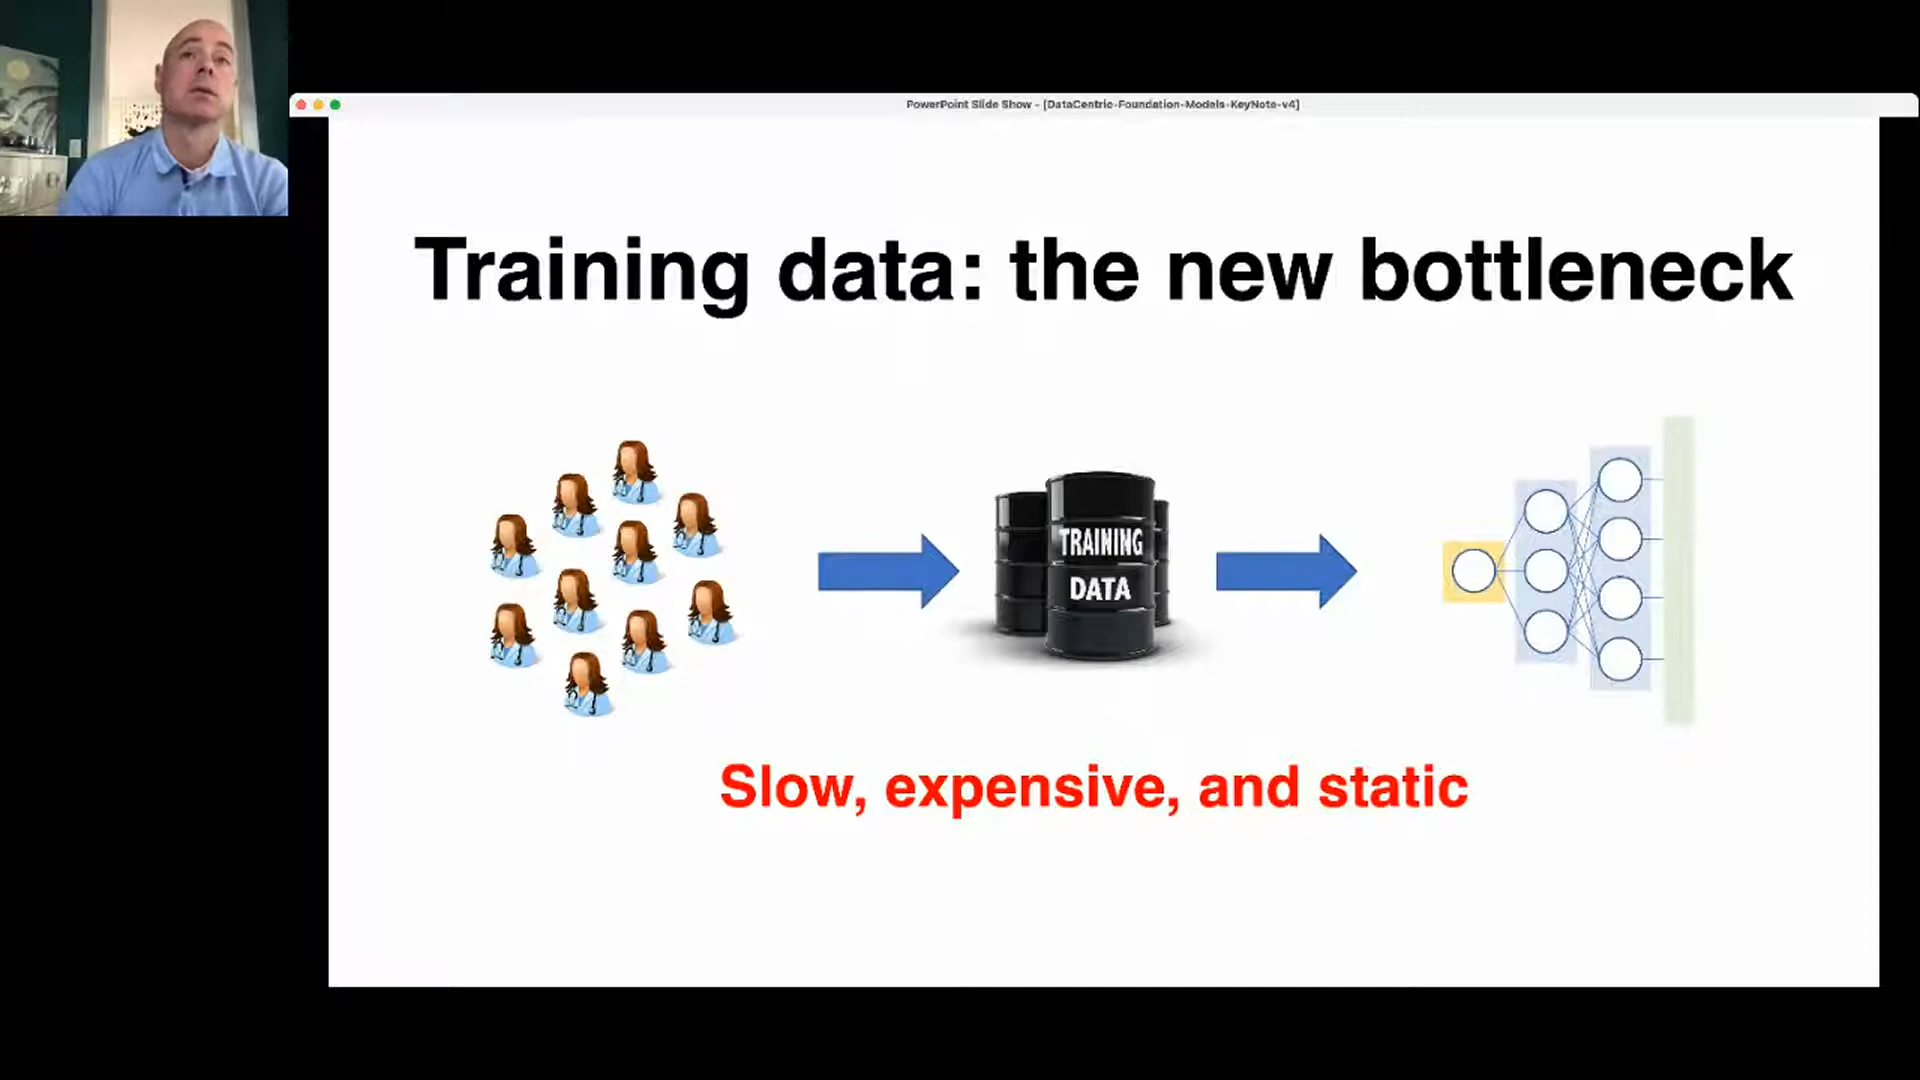 PowerPoint Slide Show - [DataCentric-Foundation-Models-KeyNote-v4]
Training data: the new bottleneck
TRAINING
DATA
Slow, expensive, and static